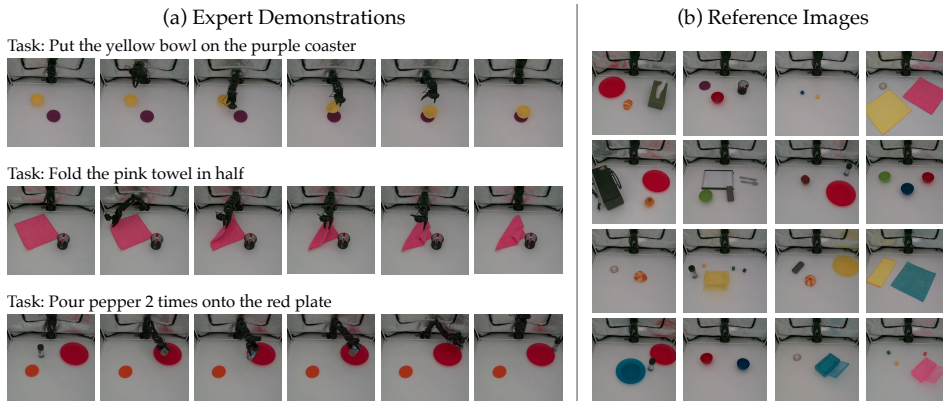 (a) Expert Demonstrations
Task: Put the yellow bowl on the purple coaster
Task: Fold the pink towel in half
Task: Pour pepper 2 times onto the red plate
(b) Reference Images